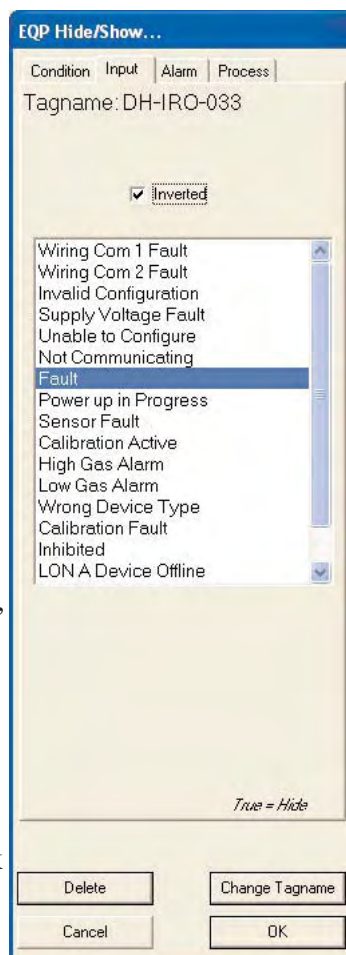 EQP Hide/Show...
Condition Input Alarm Process
Tagname: DH-IRO-033
Inverted
Wiring Com 1 Fault
Wiring Com 2 Fault
Invalid Configuration
Supply Voltage Fault
Unable to Configure
Not Communicating
Fault
Power up in Progress
Sensor Fault
Calibration Active
High Gas Alarm
Low Gas Alarm
Wrong Device Type
Calibration Fault
Inhibited
LON A Device Offline
True = Hide
Delete Change Tagname
Cancel OK